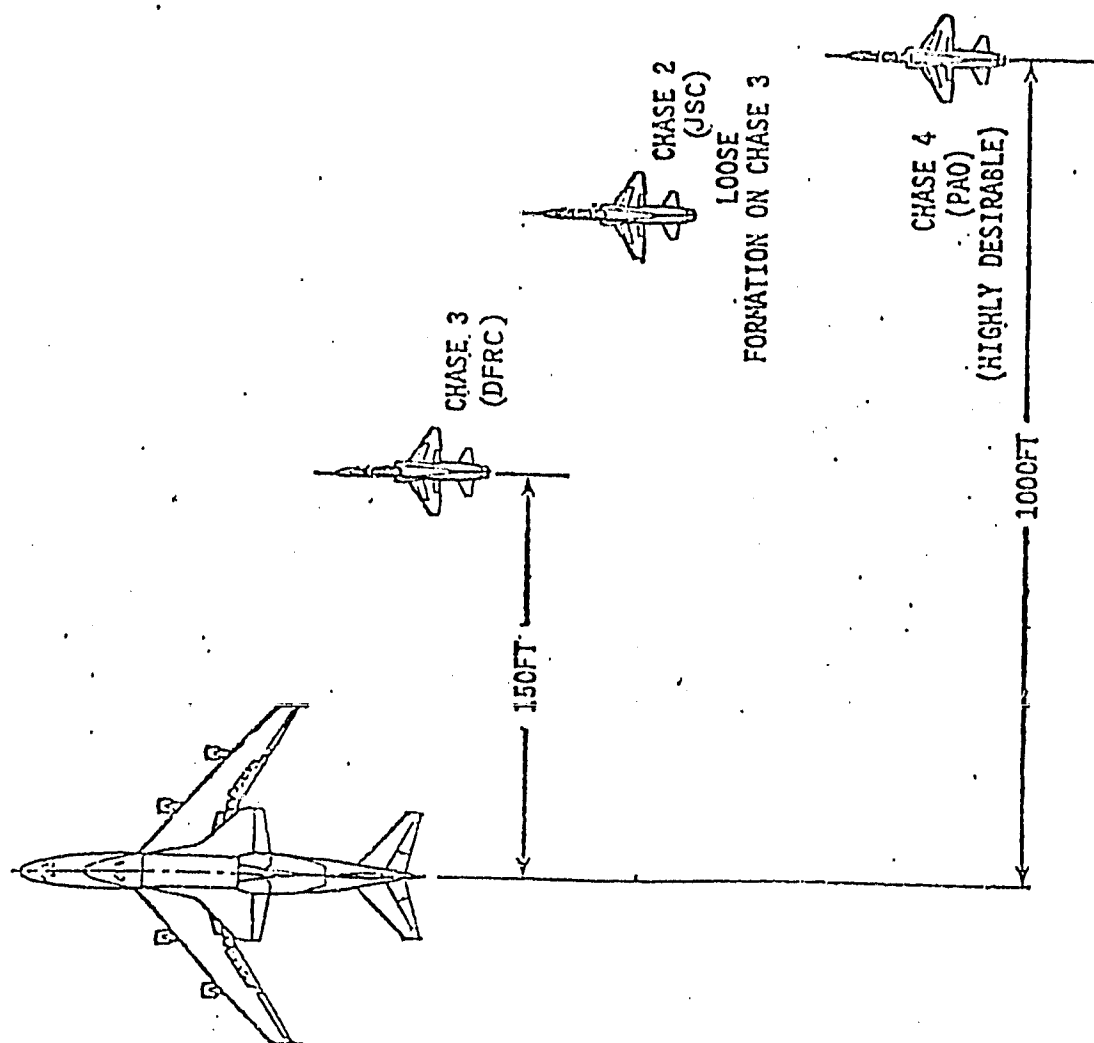 CHASE 3
(DFRC)
CHASE 2
(JSC)
LOOSE
FORMATION ON CHASE 3
CHASE 4
(PAO)
(HIGHLY DESIRABLE)
150FT
1000FT